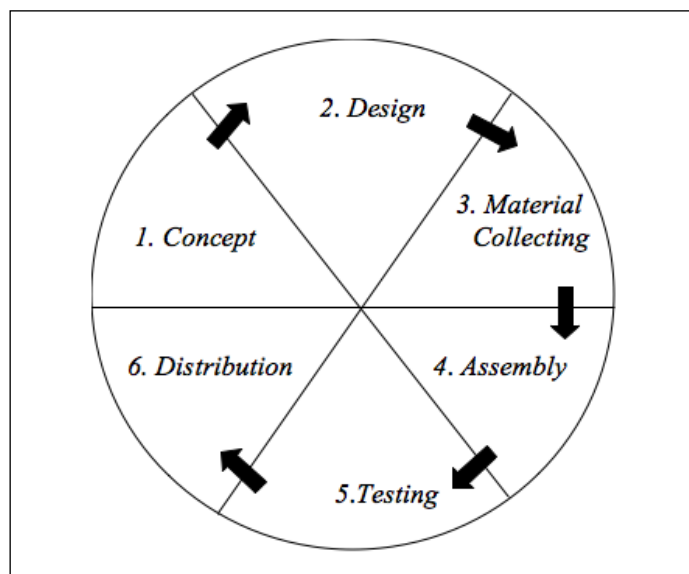 1. Concept
2. Design
3. Material
Collecting
4. Assembly
5.Testing
6. Distribution